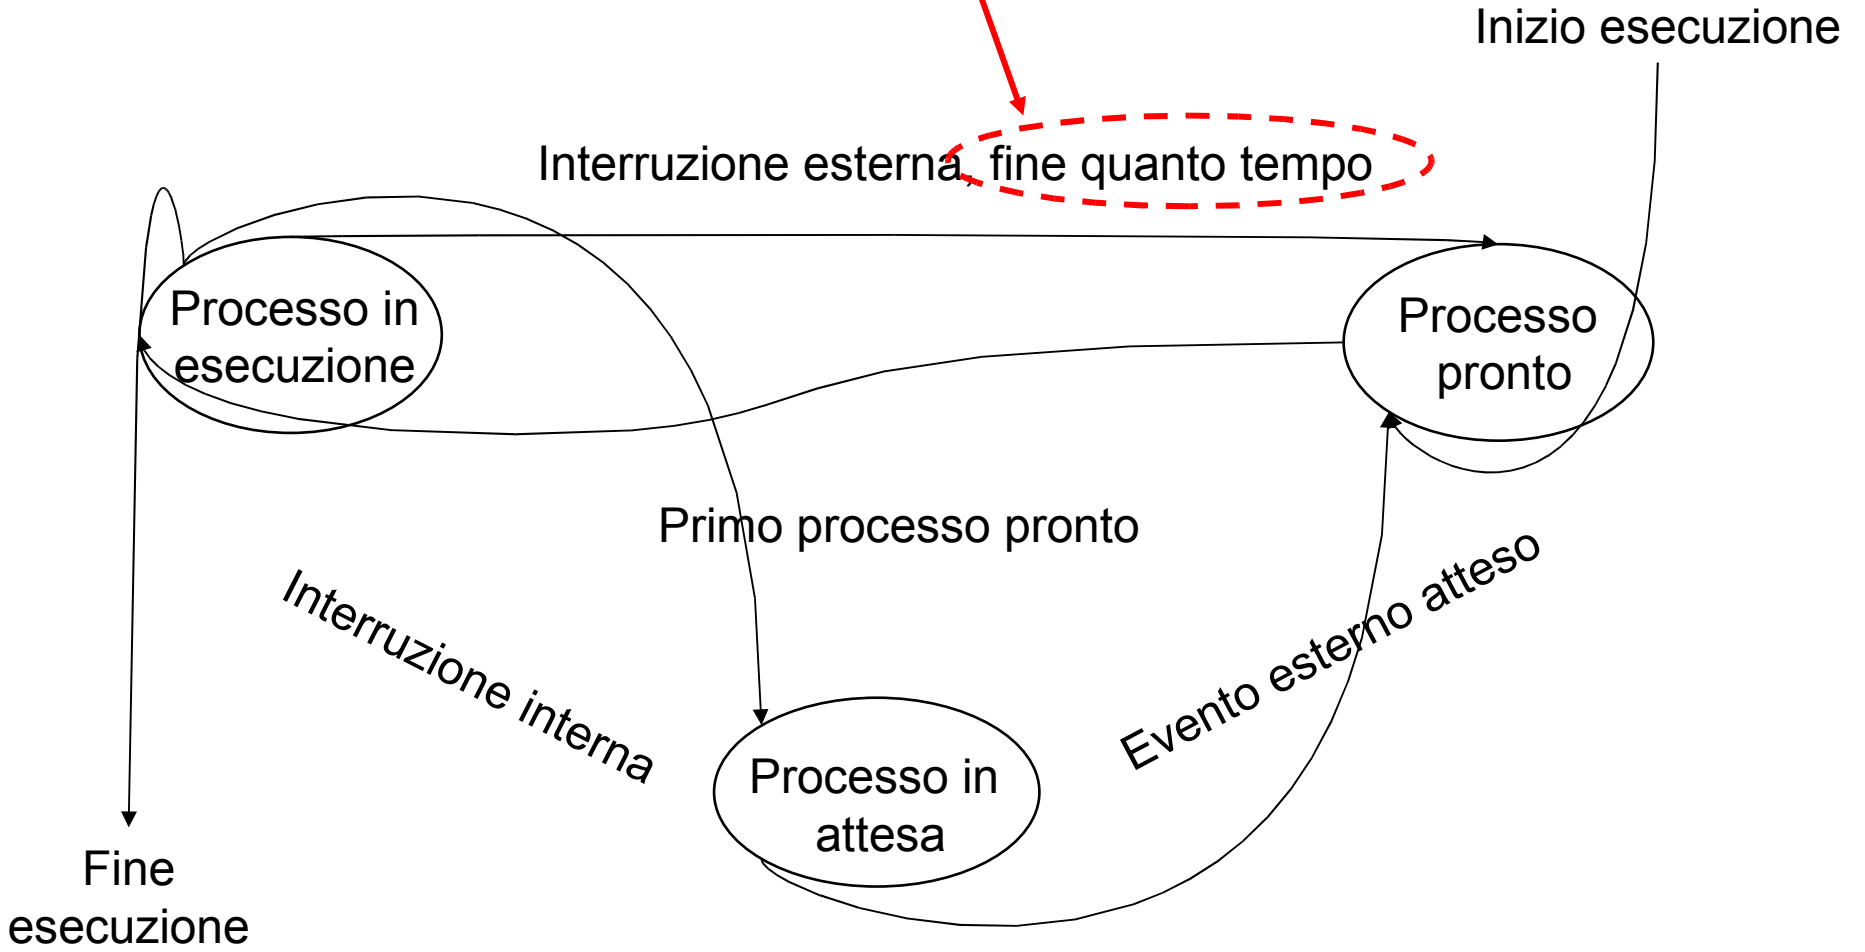 Inizio esecuzione
Interruzione esterna, fine quanto tempo
Processo in
esecuzione
Processo
pronto
Primo processo pronto
Interruzione interna
Evento esterno atteso
Processo in
attesa
Fine
esecuzione